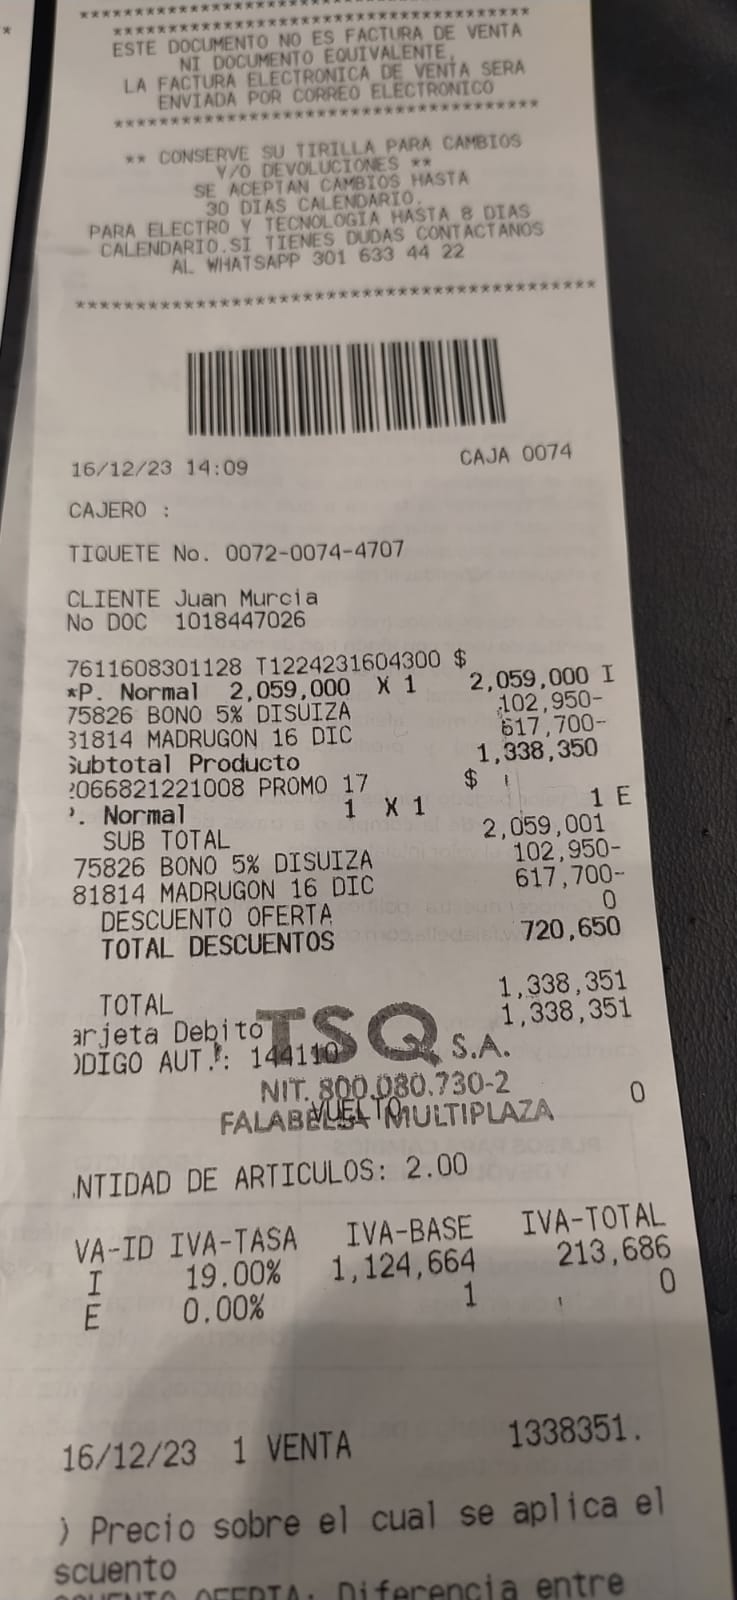 ******************************************
**************************************
ESTE DOCUMENTO NO ES FACTURA DE VENTA
NI DOCUMENTO EQUIVALENTE,
LA FACTURA ELECTRONICA DE VENTA SERA
ENVIADA POR CORREO ELECTRONICO
**************************************
** CONSERVE SU TIRILLA PARA CAMBIOS
Y/O DEVOLUCIONES **
SE ACEPTAN CAMBIOS HASTA
30 DIAS CALENDARIO.
PARA ELECTRO Y TECNOLOGIA HASTA 8 DIAS
CALENDARIO.SI TIENES DUDAS CONTACTANOS
AL WHATSAPP 301 633 44 22
******************************************
16/12/23 14:09 CAJA 0074
CAJERO :
TIQUETE No. 0072-0074-4707
CLIENTE Juan Murcia
No DOC 1018447026
7611608301128 T1224231604300 $
*P. Normal 2,059,000 X 1 2,059,000 I
75826 BONO 5% DISUIZA 102,950-
81814 MADRUGON 16 DIC 617,700-
Subtotal Producto 1,338,350
2066821221008 PROMO 17 $
. Normal 1 X 1 1 E
SUB TOTAL 2,059,001
75826 BONO 5% DISUIZA 102,950-
81814 MADRUGON 16 DIC 617,700-
DESCUENTO OFERTA 0
TOTAL DESCUENTOS 720,650
TOTAL 1,338,351
arjeta Debito 1,338,351
ODIGO AUT.: 144110
TSQ S.A.
NIT. 800.080.730-2
VUELTO 0
FALABELLA MULTIPLAZA
NTIDAD DE ARTICULOS: 2.00
VA-ID IVA-TASA IVA-BASE IVA-TOTAL
I 19.00% 1,124,664 213,686
E 0.00% 1 0
16/12/23 1 VENTA 1338351.
) Precio sobre el cual se aplica el
scuento
OFERTA: Diferencia entre